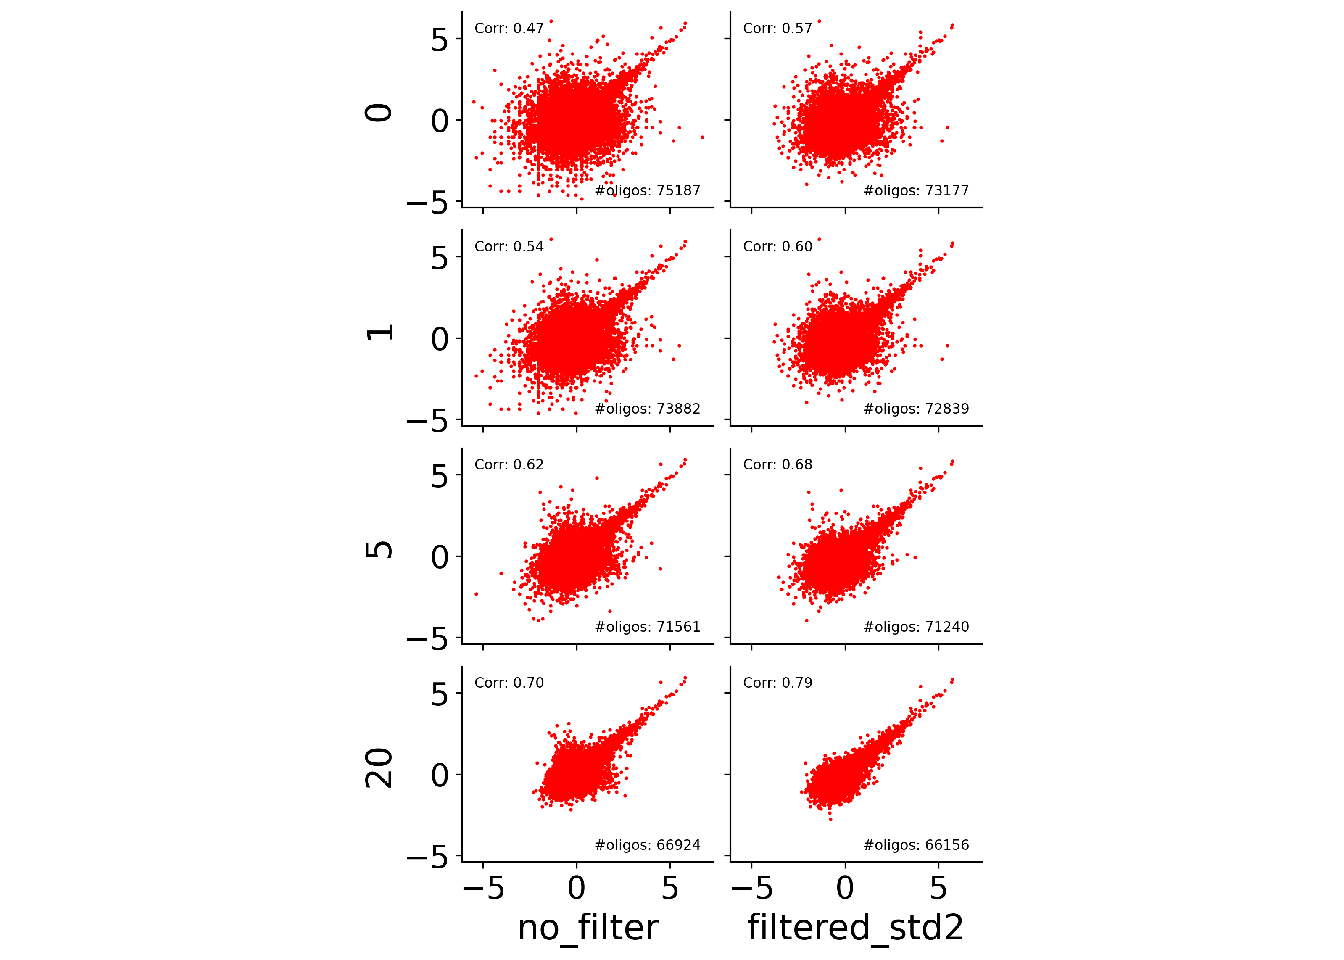 Corr: 0.47
Corr: 0.57
5
0
−5
0
#oligos: 75187
#oligos: 73177
Corr: 0.54
Corr: 0.60
5
0
−5
1
#oligos: 73882
#oligos: 72839
Corr: 0.62
Corr: 0.68
5
0
−5
5
#oligos: 71561
#oligos: 71240
Corr: 0.70
Corr: 0.79
5
0
−5
20
#oligos: 66924
#oligos: 66156
−5 0 5
−5 0 5
no_filter
filtered_std2